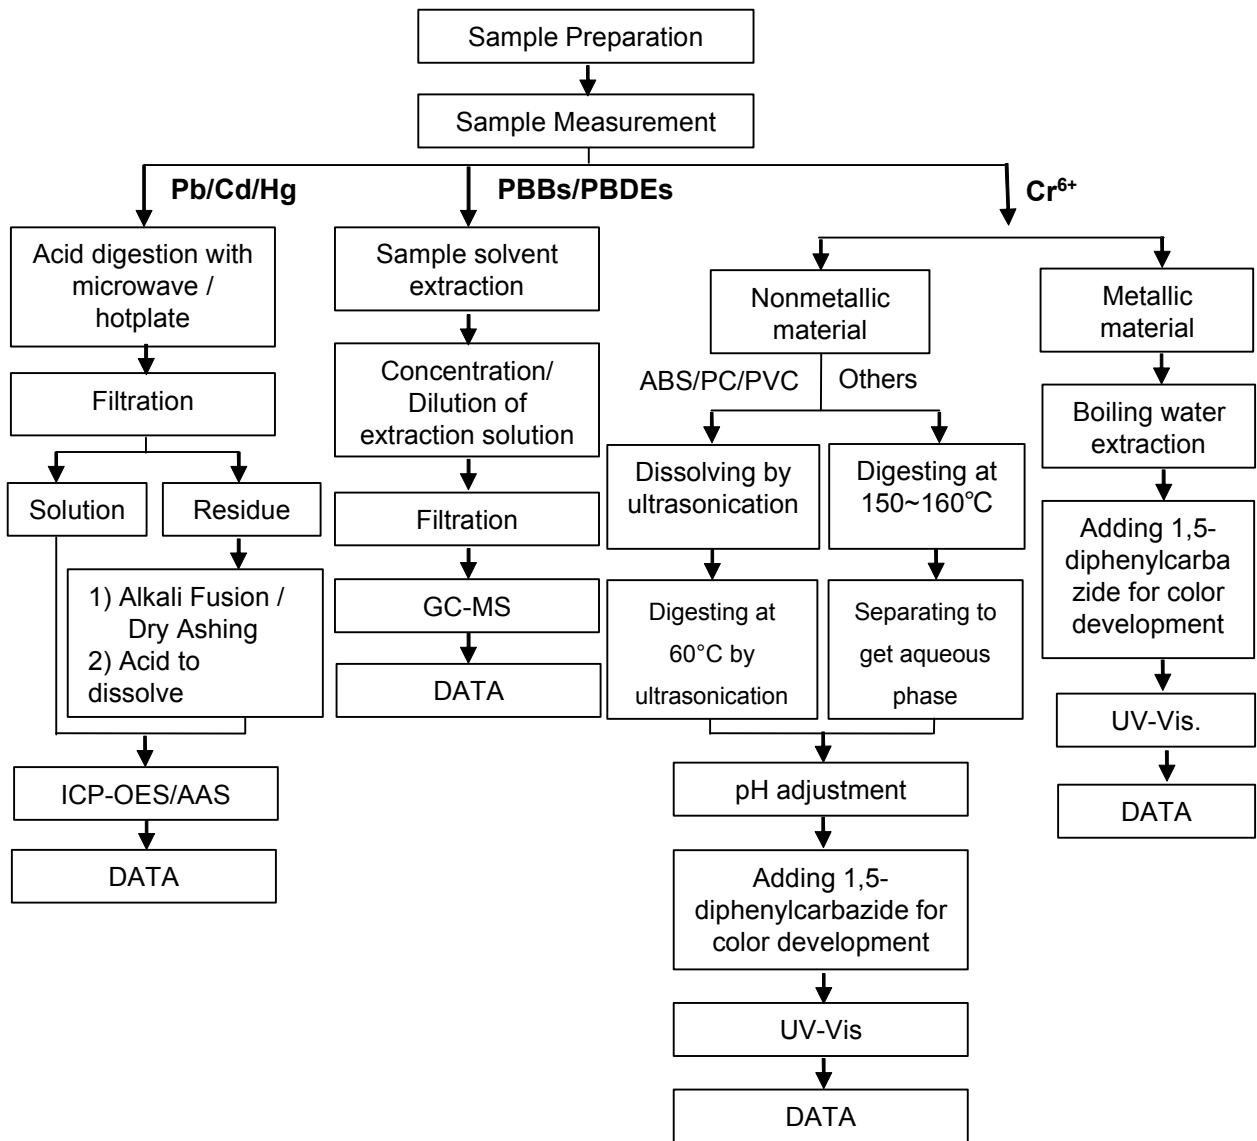 Sample Preparation
Sample Measurement
Pb/Cd/Hg
PBBs/PBDEs
Cr⁶⁺
Acid digestion with
microwave /
hotplate
Filtration
Solution
Residue
1) Alkali Fusion /
Dry Ashing
2) Acid to
dissolve
ICP-OES/AAS
DATA
Sample solvent
extraction
Concentration/
Dilution of
extraction solution
Filtration
GC-MS
DATA
Nonmetallic
material
ABS/PC/PVC
Others
Dissolving by
ultrasonication
Digesting at
60°C by
ultrasonication
Digesting at
150~160℃
Separating to
get aqueous
phase
pH adjustment
Adding 1,5-
diphenylcarbazide for
color development
UV-Vis
DATA
Metallic
material
Boiling water
extraction
Adding 1,5-
diphenylcarba
zide for color
development
UV-Vis.
DATA